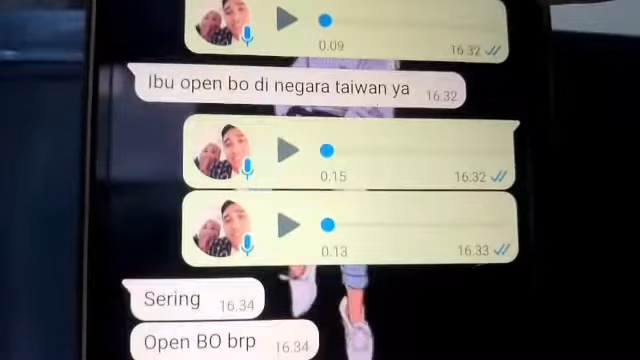 0.09 16.32
Ibu open bo di negara taiwan ya 16.32
0.15 16.32
0.13 16.33
Sering 16.34
Open BO brp 16.34